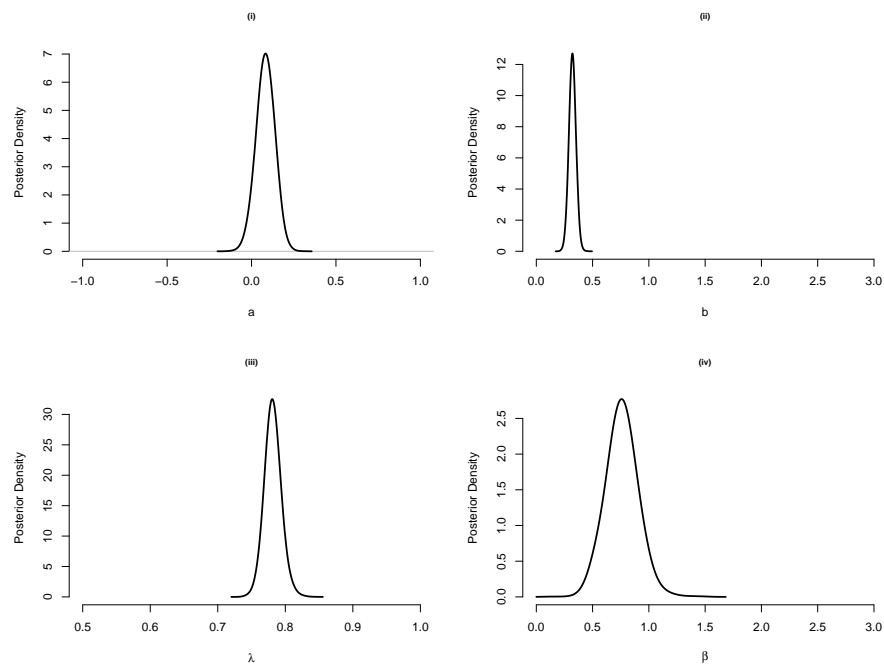 (i)
Posterior Density
0 1 2 3 4 5 6 7
−1.0 −0.5 0.0 0.5 1.0
a
(ii)
Posterior Density
0 2 4 6 8 10 12
0.0 0.5 1.0 1.5 2.0 2.5 3.0
b
(iii)
Posterior Density
0 5 10 15 20 25 30
0.5 0.6 0.7 0.8 0.9 1.0
λ
(iv)
Posterior Density
0.0 0.5 1.0 1.5 2.0 2.5
0.0 0.5 1.0 1.5 2.0 2.5 3.0
β